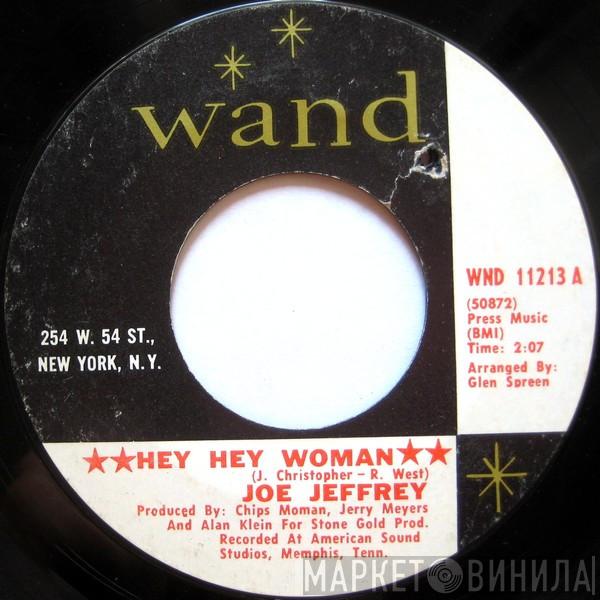 wand
WND 11213 A
(50872)
Press Music
(BMI)
Time: 2:07
Arranged By:
Glen Spreen
254 W. 54 ST.,
NEW YORK, N.Y.
★★HEY HEY WOMAN★★
(J. Christopher – R. West)
JOE JEFFREY
Produced By: Chips Moman, Jerry Meyers
And Alan Klein For Stone Gold Prod.
Recorded At American Sound
Studios, Memphis, Tenn.
МАРКЕТ ВИНИЛА